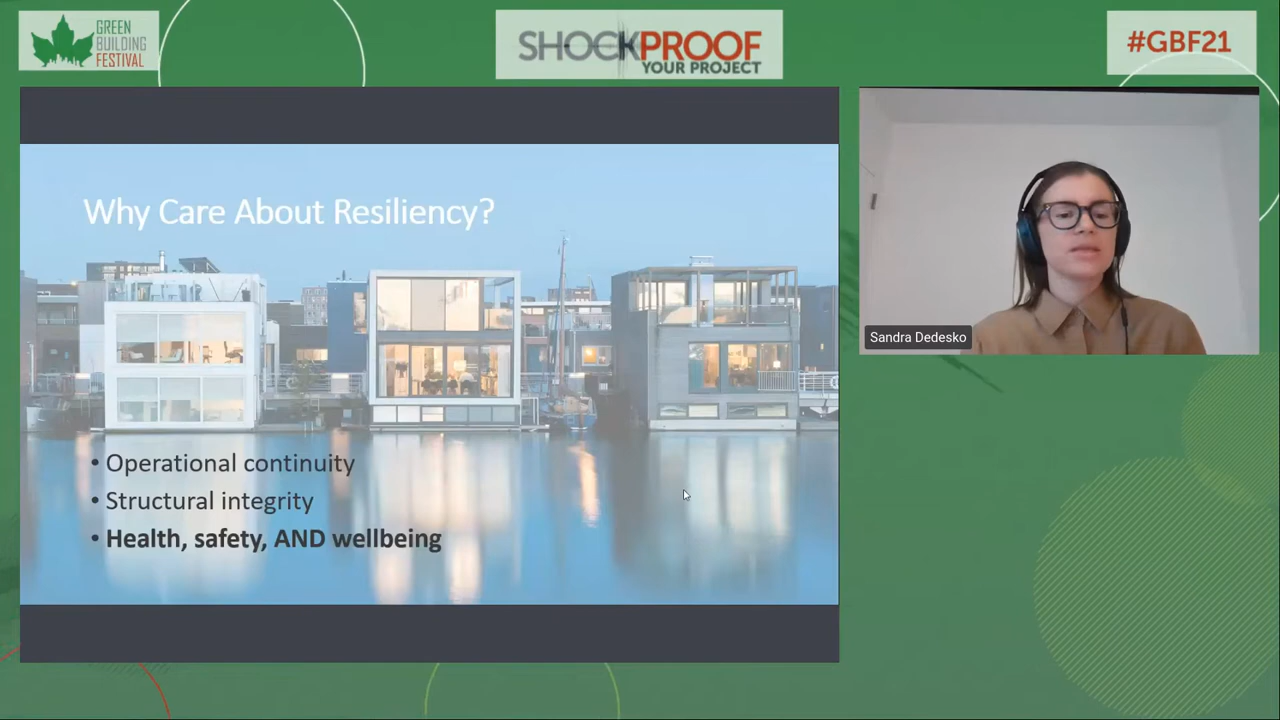 GREEN
BUILDING
FESTIVAL
SHOCKPROOF
YOUR PROJECT
#GBF21
Why Care About Resiliency?
• Operational continuity
• Structural integrity
• Health, safety, AND wellbeing
Sandra Dedesko